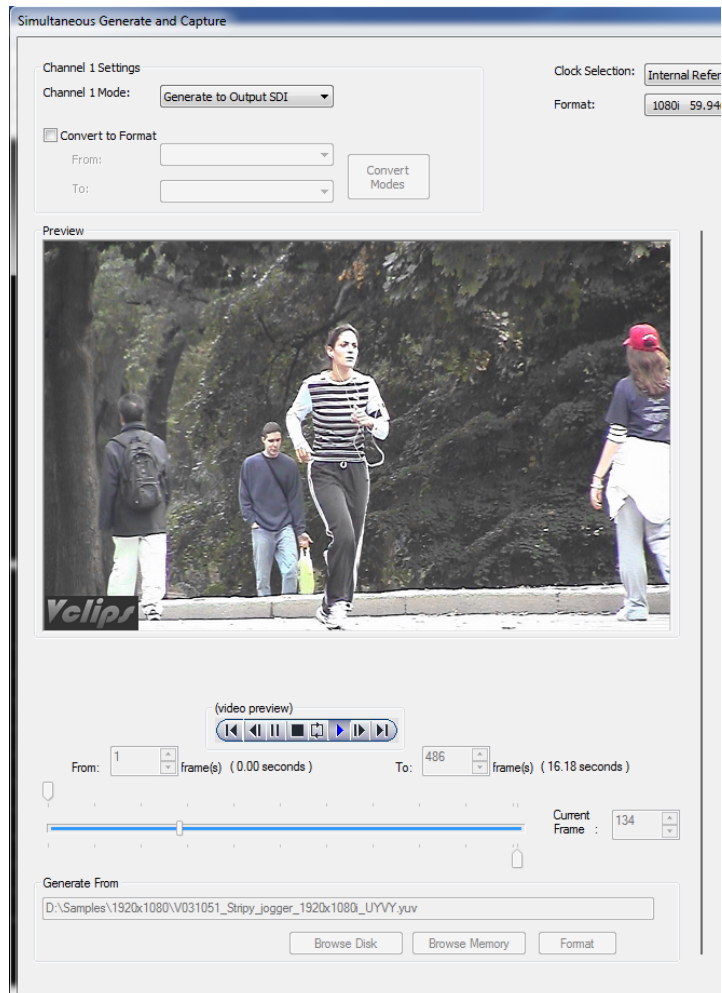 Simultaneous Generate and Capture
Channel 1 Settings
Channel 1 Mode:
Generate to Output SDI
Clock Selection:
Internal Refer
Format:
1080i 59.94
Convert to Format
From:
To:
Convert
Modes
Preview
Vclips
(video preview)
From:
1
frame(s) ( 0.00 seconds )
To:
486
frame(s) ( 16.18 seconds )
Current
Frame :
134
Generate From
D:\Samples\1920x1080\V031051_Stripy_jogger_1920x1080i_UYVY.yuv
Browse Disk
Browse Memory
Format